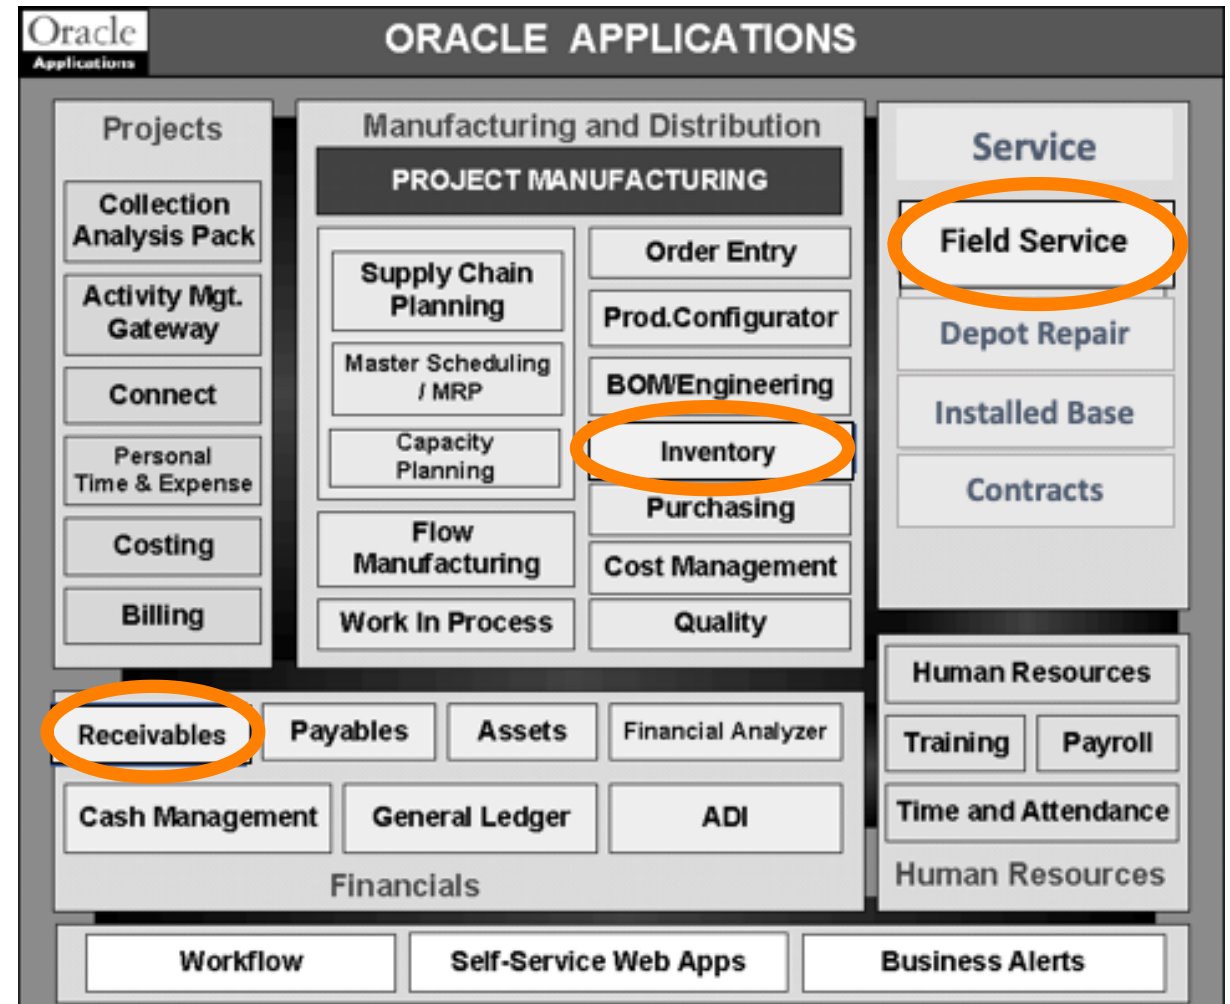 Oracle
Applications
ORACLE APPLICATIONS
Projects
Collection
Analysis Pack
Activity Mgt.
Gateway
Connect
Personal
Time & Expense
Costing
Billing
Manufacturing and Distribution
PROJECT MANUFACTURING
Supply Chain
Planning
Master Scheduling
/ MRP
Capacity
Planning
Flow
Manufacturing
Work In Process
Order Entry
Prod.Configurator
BOM/Engineering
Inventory
Purchasing
Cost Management
Quality
Service
Field Service
Depot Repair
Installed Base
Contracts
Receivables
Payables
Assets
Financial Analyzer
Cash Management
General Ledger
ADI
Financials
Human Resources
Training
Payroll
Time and Attendance
Human Resources
Workflow
Self-Service Web Apps
Business Alerts